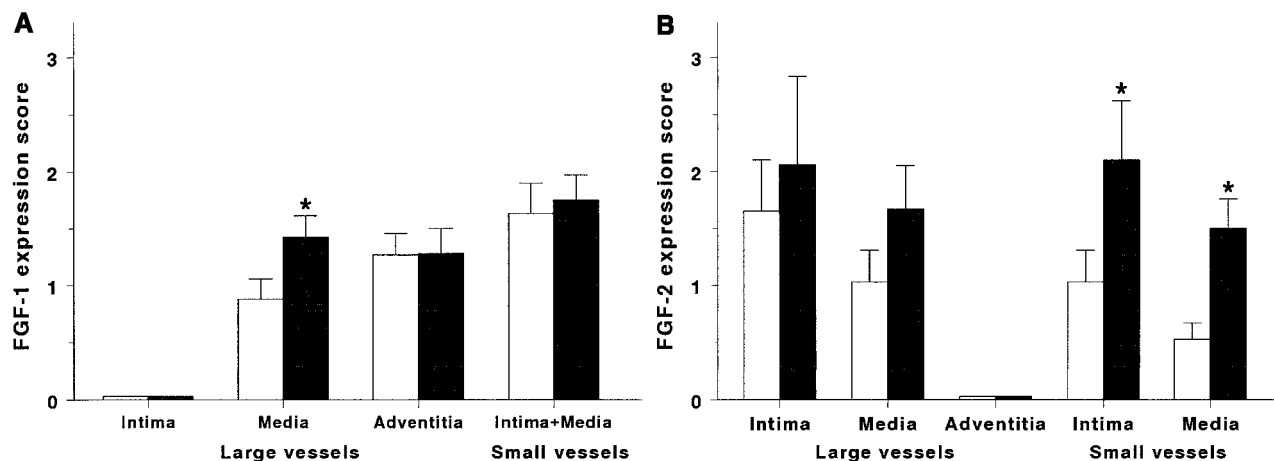 A
FGF-1 expression score
3
2
1
0
*
Intima Media Adventitia Intima+Media
Large vessels Small vessels
B
FGF-2 expression score
3
2
1
0
*
*
Intima Media Adventitia Intima Media
Large vessels Small vessels